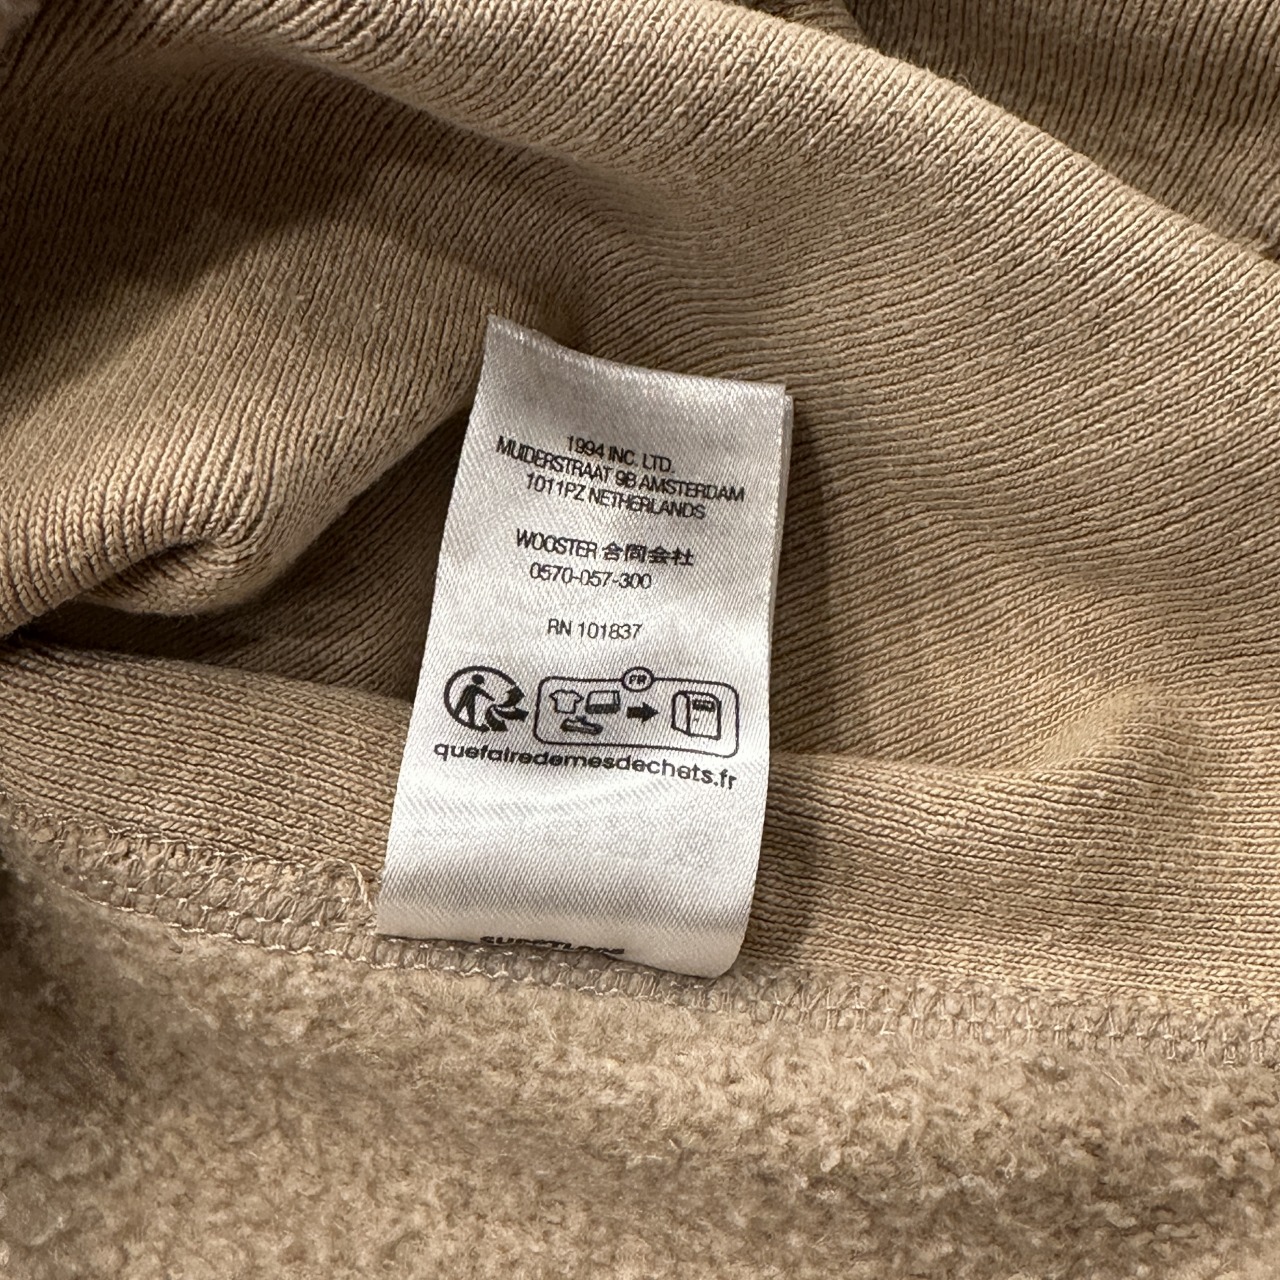 1994 INC. LTD.
MUIDERSTRAAT 9B AMSTERDAM
1011PZ NETHERLANDS
WOOSTER 合同会社
0570-057-300
RN 101837
FR
quefairedemesdechets.fr